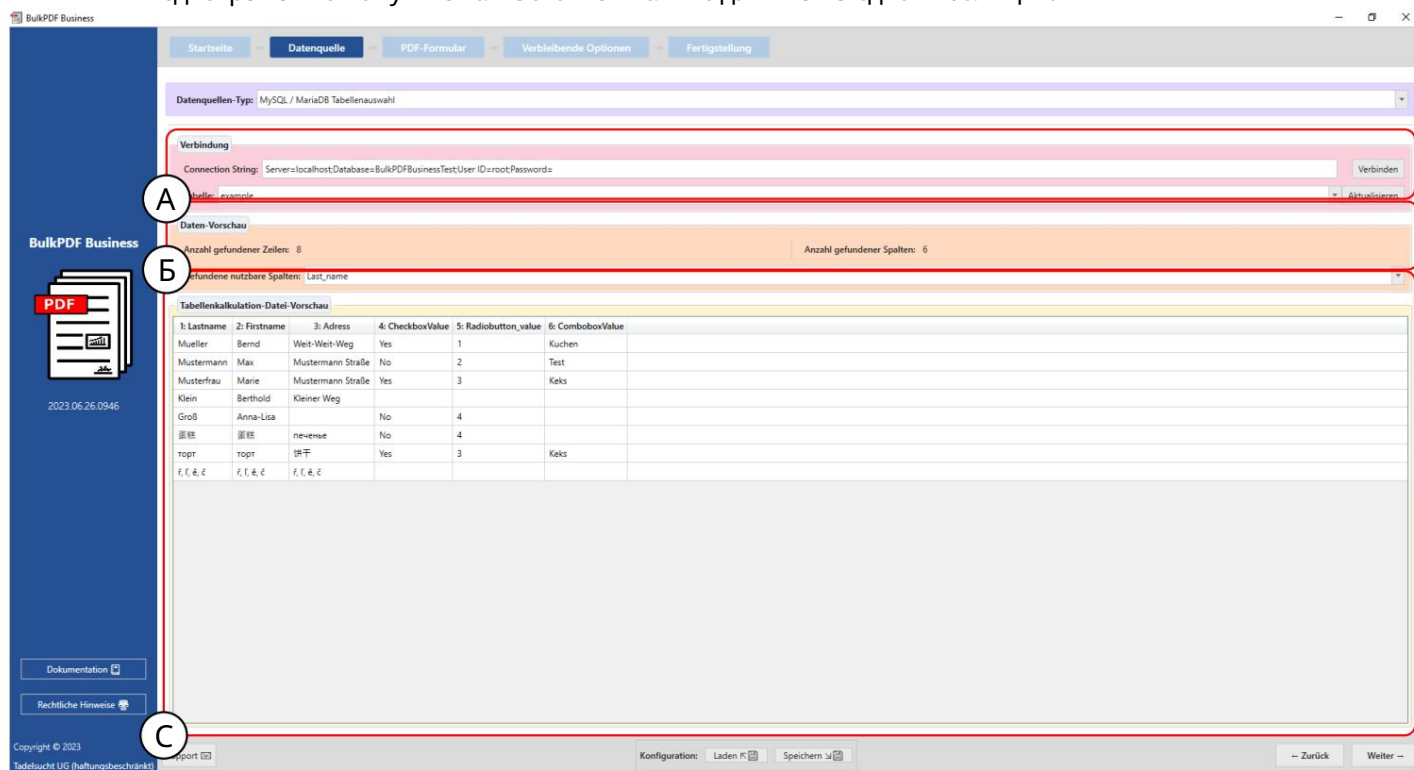 BulkPDF Business
Startseite
Datenquelle
PDF-Formular
Verbleibende Optionen
Fertigstellung
Datenquellen-Typ: MySQL / MariaDB Tabellenauswahl
Verbindung
Connection String: Server=localhost;Database=BulkPDFBusinessTest;User ID=root;Password=
Verbinden
А
example
Aktualisieren
Daten-Vorschau
Anzahl gefundener Zeilen: 8
Anzahl gefundener Spalten: 6
Б
nutzbare Spalten: Last_name
Tabellenkalkulation-Datei-Vorschau
1: Lastname 2: Firstname 3: Adress 4: CheckboxValue 5: Radiobutton_value 6: ComboboxValue
Mueller Bernd Weit-Weit-Weg Yes 1 Kuchen
Mustermann Max Mustermann Straße No 2 Test
Musterfrau Marie Mustermann Straße Yes 3 Keks
Klein Berthold Kleiner Weg
Groß Anna-Lisa No 4
蛋糕 蛋糕 печенье No 4
торт торт 饼干 Yes 3 Keks
BulkPDF Business
PDF
2023.06.26.0946
Dokumentation
Rechtliche Hinweise
С
Copyright © 2023
Tadelsucht UG (haftungsbeschränkt)
Konfiguration: Laden Speichern
← Zurück
Weiter →